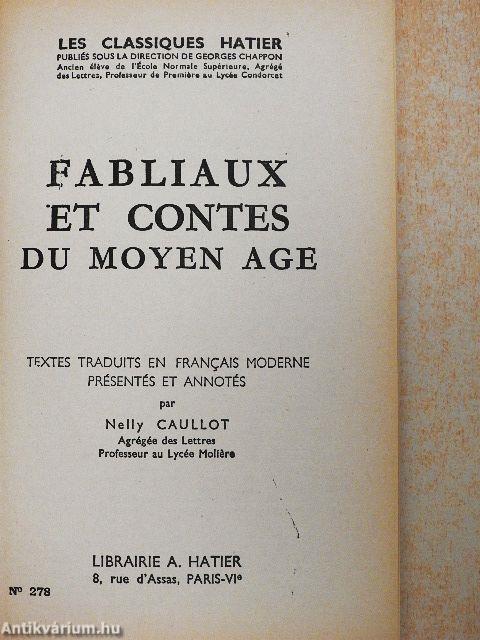 LES CLASSIQUES HATIER
PUBLIÉS SOUS LA DIRECTION DE GEORGES CHAPPON
Ancien élève de l'École Normale Supérieure, Agrégé
des Lettres, Professeur de Première au Lycée Condorcet
FABLIAUX
ET CONTES
DU MOYEN AGE
TEXTES TRADUITS EN FRANÇAIS MODERNE
PRÉSENTÉS ET ANNOTÉS
par
Nelly CAULLOT
Agrégée des Lettres
Professeur au Lycée Molière
LIBRAIRIE A. HATIER
8, rue d'Assas, PARIS-VIe
Nº 278
Antikvárium.hu